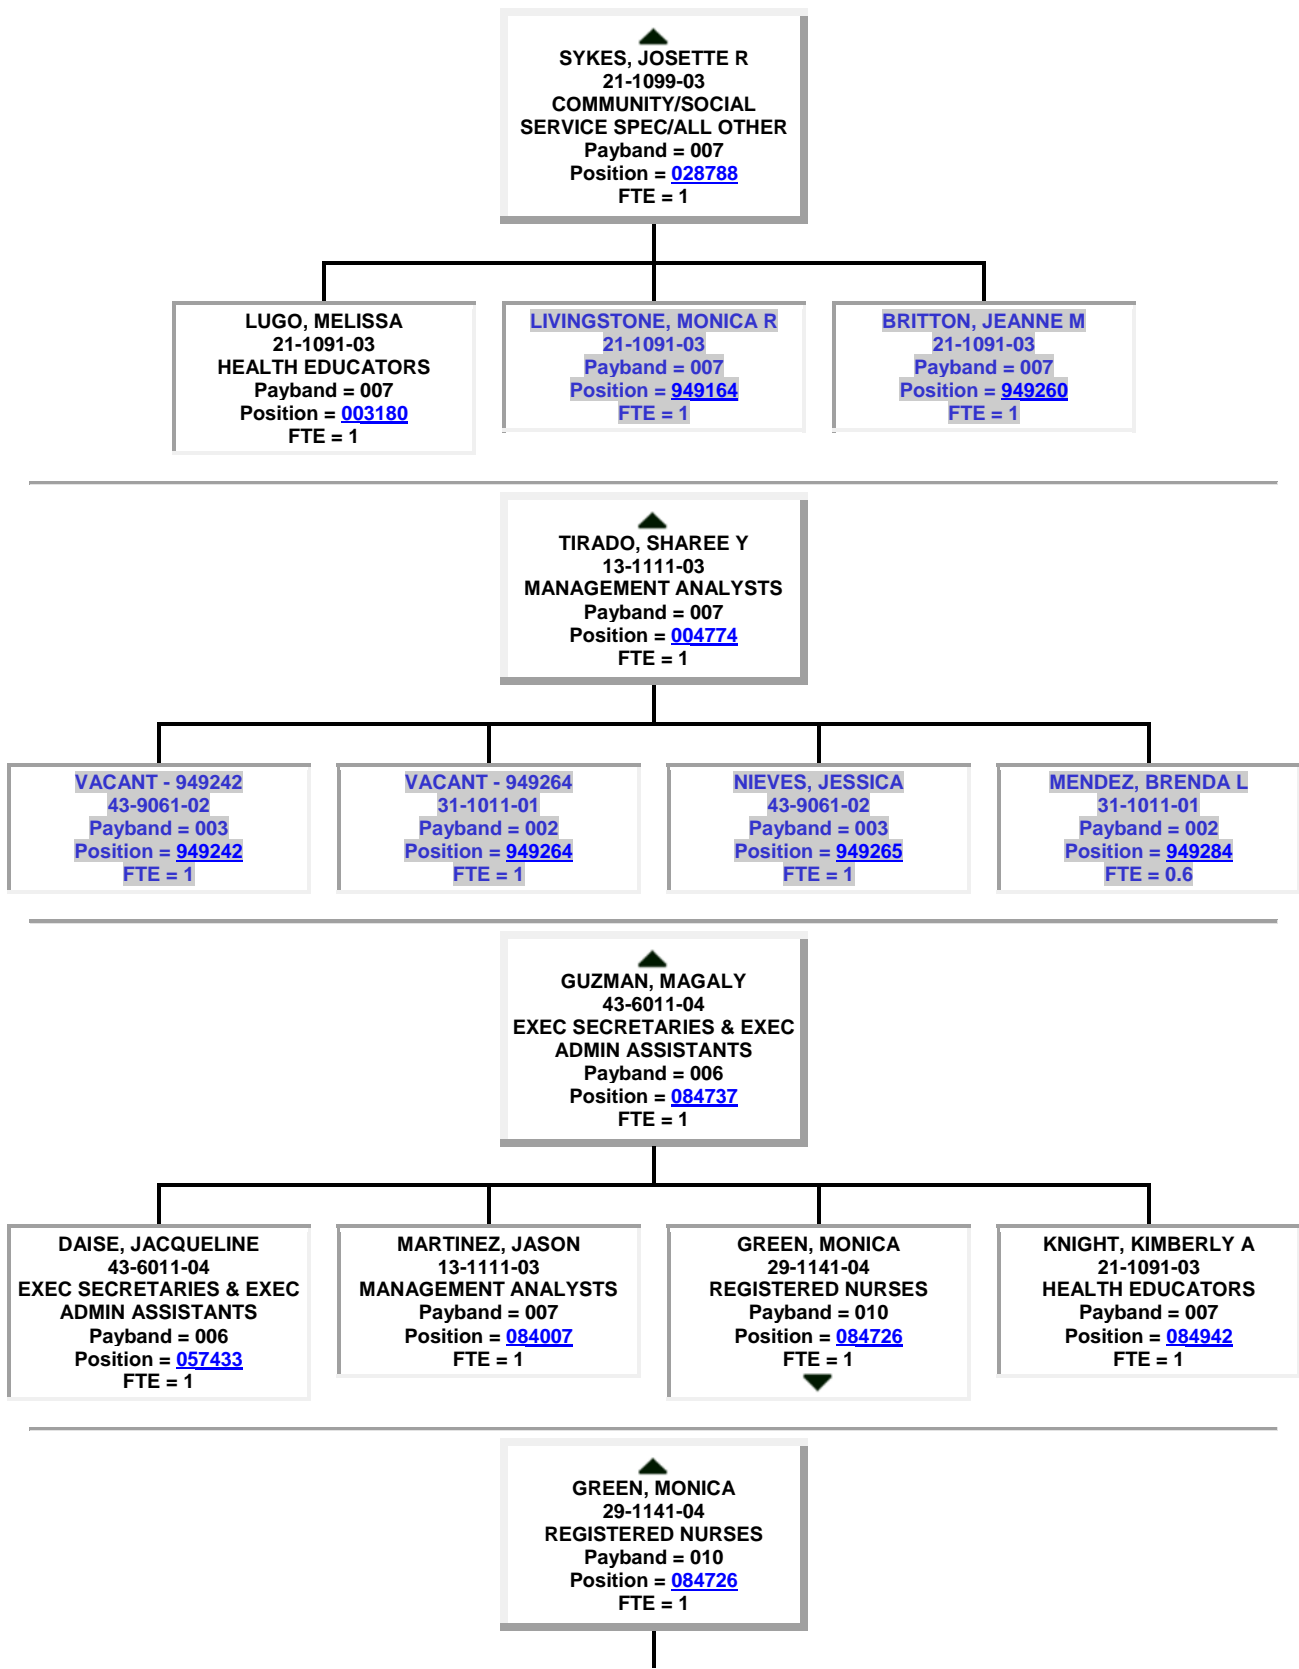 SYKES, JOSETTE R
21-1099-03
COMMUNITY/SOCIAL
SERVICE SPEC/ALL OTHER
Payband = 007
Position = 028788
FTE = 1
LUGO, MELISSA
21-1091-03
HEALTH EDUCATORS
Payband = 007
Position = 003180
FTE = 1
LIVINGSTONE, MONICA R
21-1091-03
Payband = 007
Position = 949164
FTE = 1
BRITTON, JEANNE M
21-1091-03
Payband = 007
Position = 949260
FTE = 1
TIRADO, SHAREE Y
13-1111-03
MANAGEMENT ANALYSTS
Payband = 007
Position = 004774
FTE = 1
VACANT - 949242
43-9061-02
Payband = 003
Position = 949242
FTE = 1
VACANT - 949264
31-1011-01
Payband = 002
Position = 949264
FTE = 1
NIEVES, JESSICA
43-9061-02
Payband = 003
Position = 949265
FTE = 1
MENDEZ, BRENDA L
31-1011-01
Payband = 002
Position = 949284
FTE = 0.6
GUZMAN, MAGALY
43-6011-04
EXEC SECRETARIES & EXEC
ADMIN ASSISTANTS
Payband = 006
Position = 084737
FTE = 1
DAISE, JACQUELINE
43-6011-04
EXEC SECRETARIES & EXEC
ADMIN ASSISTANTS
Payband = 006
Position = 057433
FTE = 1
MARTINEZ, JASON
13-1111-03
MANAGEMENT ANALYSTS
Payband = 007
Position = 084007
FTE = 1
GREEN, MONICA
29-1141-04
REGISTERED NURSES
Payband = 010
Position = 084726
FTE = 1
KNIGHT, KIMBERLY A
21-1091-03
HEALTH EDUCATORS
Payband = 007
Position = 084942
FTE = 1
GREEN, MONICA
29-1141-04
REGISTERED NURSES
Payband = 010
Position = 084726
FTE = 1